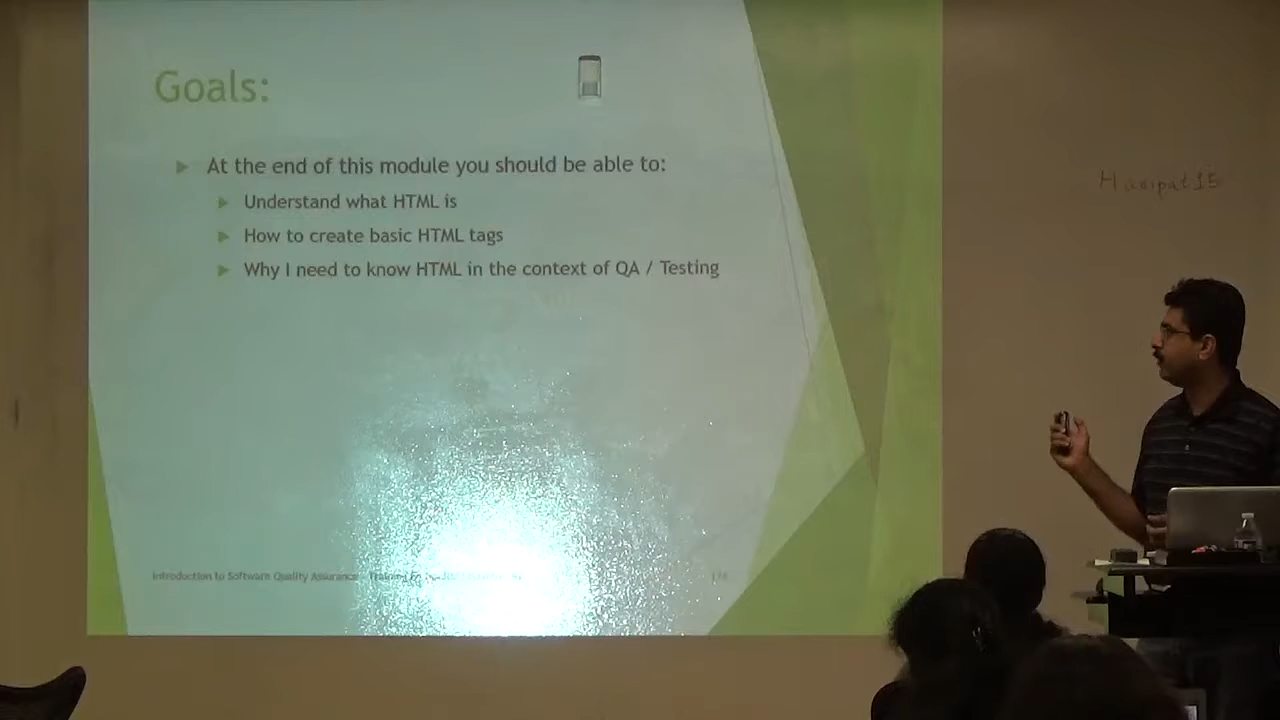 Goals:
At the end of this module you should be able to:
Understand what HTML is
How to create basic HTML tags
Why I need to know HTML in the context of QA / Testing
Introduction to Software Quality Assurance - Training